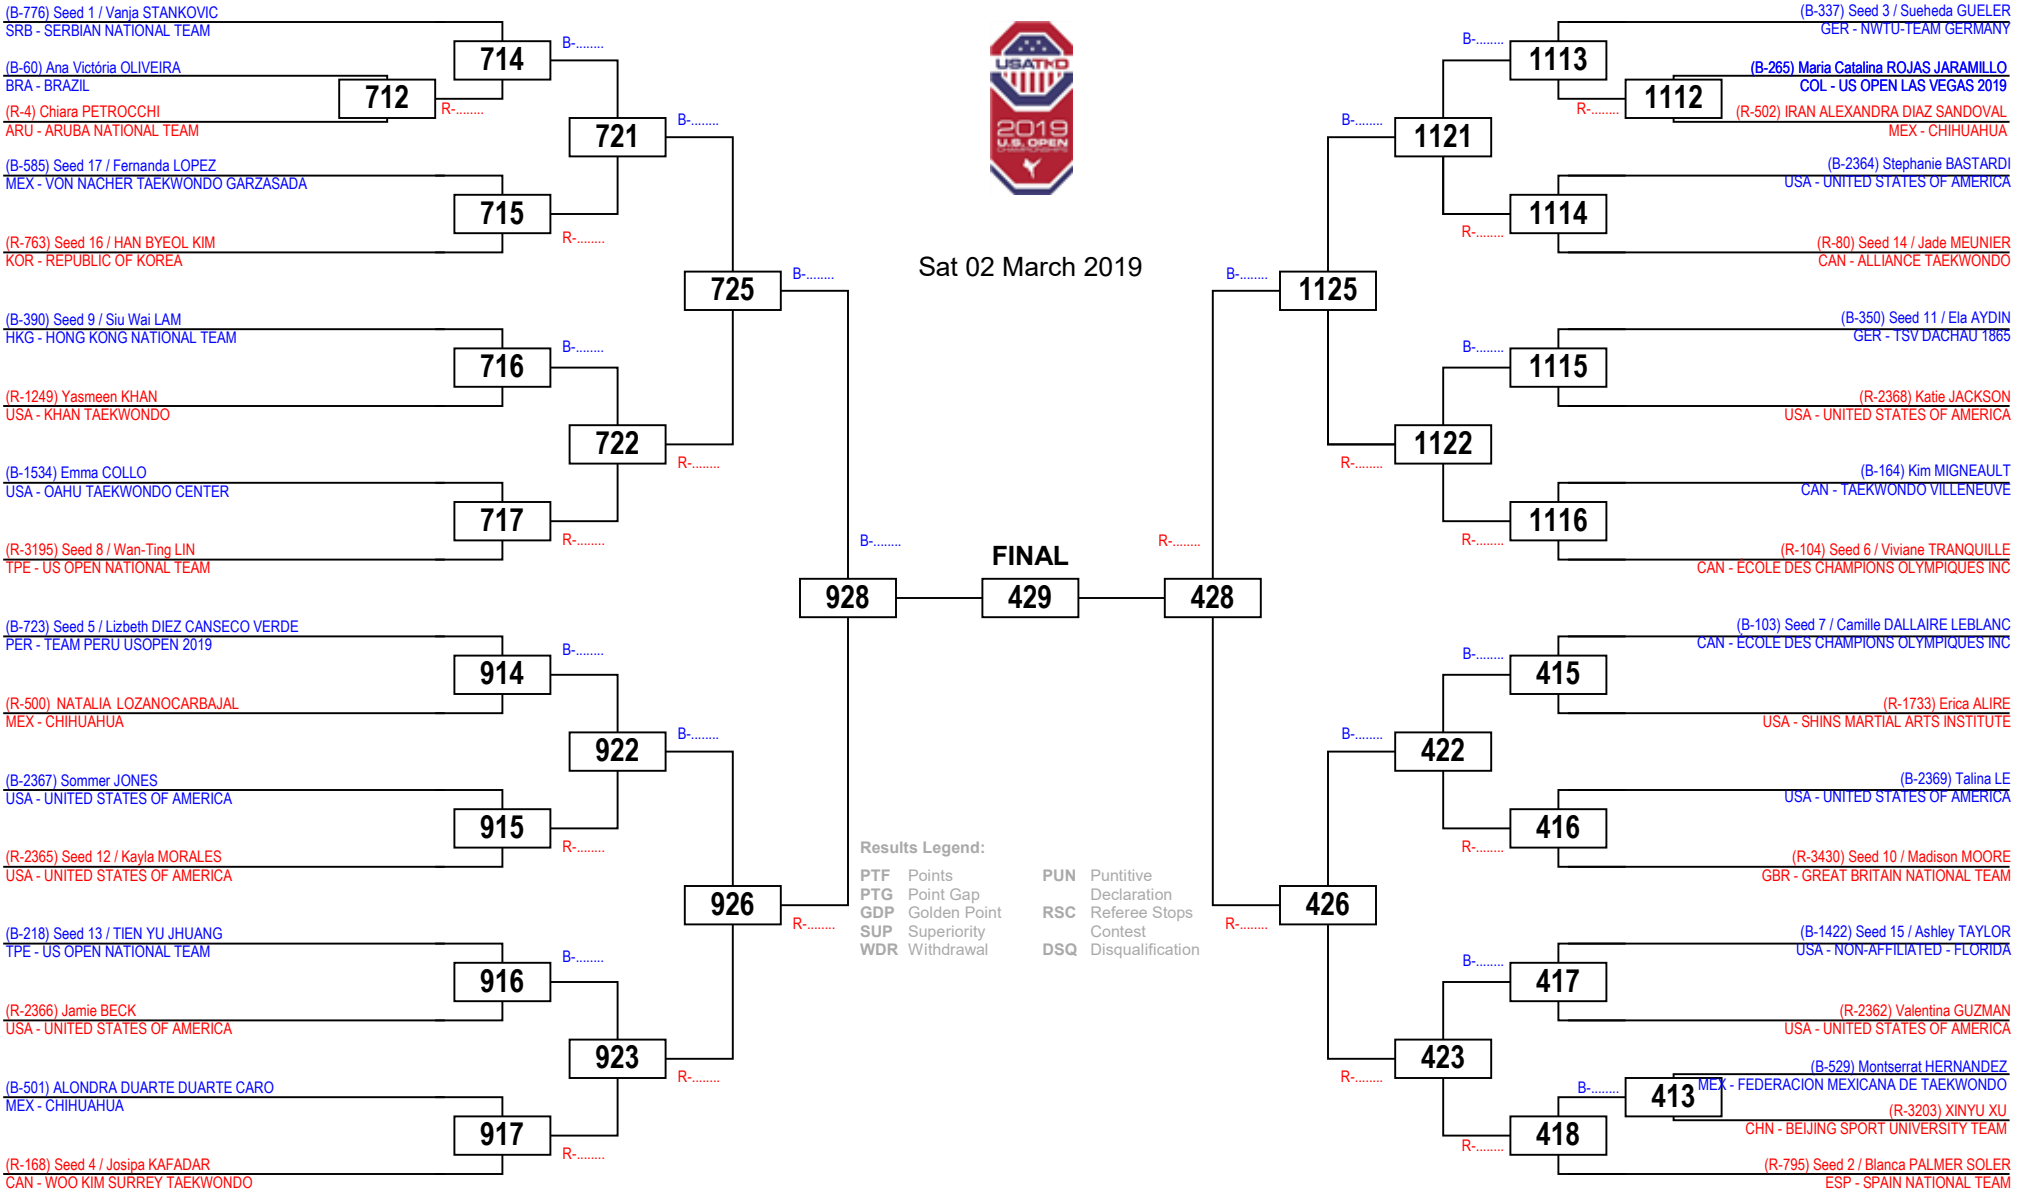 (B-776) Seed 1 / Vanja STANKOVIC
SRB - SERBIAN NATIONAL TEAM
(B-60) Ana Victória OLIVEIRA
BRA - BRAZIL
(R-4) Chiara PETROCCHI
ARU - ARUBA NATIONAL TEAM
(B-585) Seed 17 / Fernanda LOPEZ
MEX - VON NACHER TAEKWONDO GARZASADA
(R-763) Seed 16 / HAN BYEOL KIM
KOR - REPUBLIC OF KOREA
(B-390) Seed 9 / Siu Wai LAM
HKG - HONG KONG NATIONAL TEAM
(R-1249) Yasmeen KHAN
USA - KHAN TAEKWONDO
(B-1534) Emma COLLO
USA - OAHU TAEKWONDO CENTER
(R-3195) Seed 8 / Wan-Ting LIN
TPE - US OPEN NATIONAL TEAM
(B-723) Seed 5 / Lizbeth DIEZ CANSECO VERDE
PER - TEAM PERU USOPEN 2019
(R-500) NATALIA LOZANOCARBAJAL
MEX - CHIHUAHUA
(B-2367) Sommer JONES
USA - UNITED STATES OF AMERICA
(R-2365) Seed 12 / Kayla MORALES
USA - UNITED STATES OF AMERICA
(B-218) Seed 13 / TIEN YU JHUANG
TPE - US OPEN NATIONAL TEAM
(R-2366) Jamie BECK
USA - UNITED STATES OF AMERICA
(B-501) ALONDRA DUARTE DUARTE CARO
MEX - CHIHUAHUA
(R-168) Seed 4 / Josipa KAFADAR
CAN - WOO KIM SURREY TAEKWONDO
712
R-........
714
715
716
717
914
915
916
917
B-........
R-........
B-........
R-........
B-........
R-........
B-........
R-........
721
722
922
923
B-........
R-........
B-........
R-........
725
926
B-........
R-........
928
B-........
USATKD
2019
U.S. OPEN
CHAMPIONSHIPS
Sat 02 March 2019
FINAL
429
Results Legend:
PTF Points
PTG Point Gap
GDP Golden Point
SUP Superiority
WDR Withdrawal
PUN Puntitive
Declaration
RSC Referee Stops
Contest
DSQ Disqualification
R-........
428
B-........
R-........
1125
426
B-........
R-........
B-........
R-........
1121
1122
422
423
B-........
R-........
B-........
R-........
B-........
R-........
B-........
R-........
1113
1114
1115
1116
415
416
417
418
R-........
1112
B-........
413
(B-337) Seed 3 / Sueheda GUELER
GER - NWTU-TEAM GERMANY
(B-265) Maria Catalina ROJAS JARAMILLO
COL - US OPEN LAS VEGAS 2019
(R-502) IRAN ALEXANDRA DIAZ SANDOVAL
MEX - CHIHUAHUA
(B-2364) Stephanie BASTARDI
USA - UNITED STATES OF AMERICA
(R-80) Seed 14 / Jade MEUNIER
CAN - ALLIANCE TAEKWONDO
(B-350) Seed 11 / Ela AYDIN
GER - TSV DACHAU 1865
(R-2368) Katie JACKSON
USA - UNITED STATES OF AMERICA
(B-164) Kim MIGNEAULT
CAN - TAEKWONDO VILLENEUVE
(R-104) Seed 6 / Viviane TRANQUILLE
CAN - ÉCOLE DES CHAMPIONS OLYMPIQUES INC
(B-103) Seed 7 / Camille DALLAIRE LEBLANC
CAN - ÉCOLE DES CHAMPIONS OLYMPIQUES INC
(R-1733) Erica ALIRE
USA - SHINS MARTIAL ARTS INSTITUTE
(B-2369) Talina LE
USA - UNITED STATES OF AMERICA
(R-3430) Seed 10 / Madison MOORE
GBR - GREAT BRITAIN NATIONAL TEAM
(B-1422) Seed 15 / Ashley TAYLOR
USA - NON-AFFILIATED - FLORIDA
(R-2362) Valentina GUZMAN
USA - UNITED STATES OF AMERICA
(B-529) Montserrat HERNANDEZ
MEX - FEDERACION MEXICANA DE TAEKWONDO
(R-3203) XINYU XU
CHN - BEIJING SPORT UNIVERSITY TEAM
(R-795) Seed 2 / Blanca PALMER SOLER
ESP - SPAIN NATIONAL TEAM